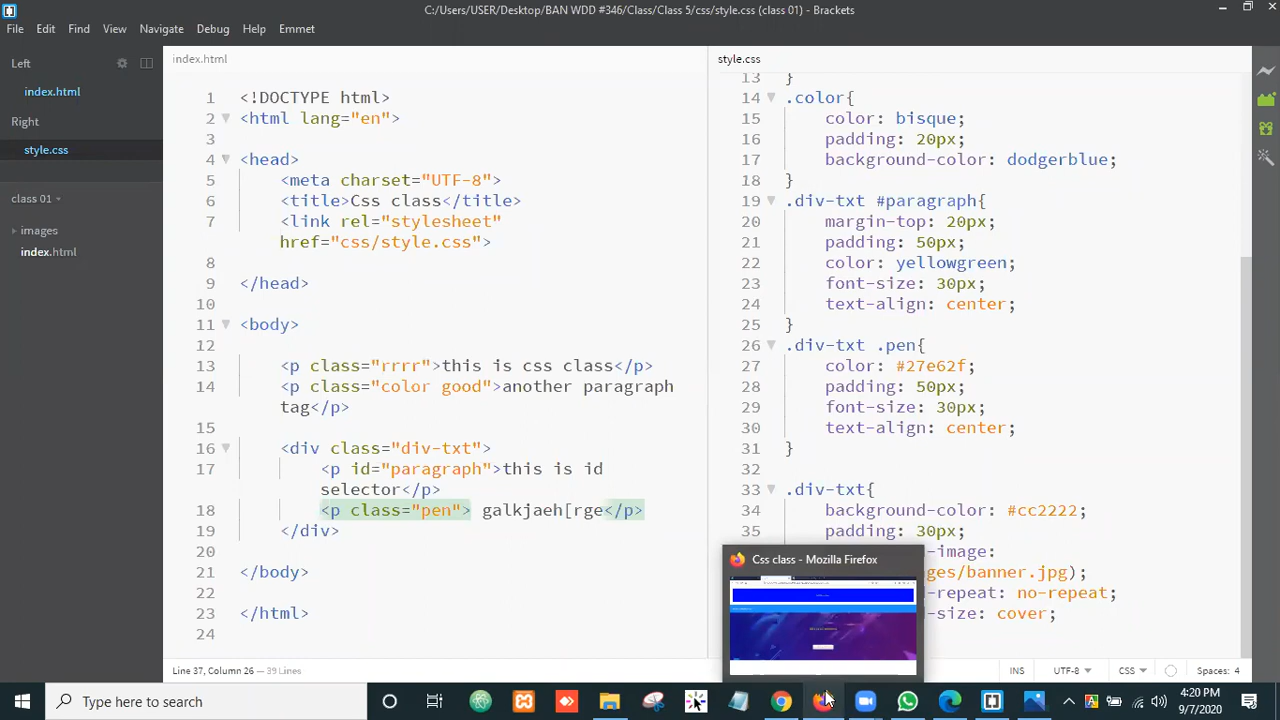 C:/Users/USER/Desktop/BAN WDD #346/Class/Class 5/css/style.css (class 01) - Brackets
File Edit Find View Navigate Debug Help Emmet
Left
index.html
Right
style.css
class 01
images
index.html
index.html
1 <!DOCTYPE html>
2 <html lang="en">
3
4 <head>
5 <meta charset="UTF-8">
6 <title>Css class</title>
7 <link rel="stylesheet"
href="css/style.css">
8
9 </head>
10
11 <body>
12
13 <p class="rrrr">this is css class</p>
14 <p class="color good">another paragraph
tag</p>
15
16 <div class="div-txt">
17 <p id="paragraph">this is id
selector</p>
18 <p class="pen"> galkjaeh[rge</p>
19 </div>
20
21 </body>
22
23 </html>
24
style.css
13 }
14 .color{
15 color: bisque;
16 padding: 20px;
17 background-color: dodgerblue;
18 }
19 .div-txt #paragraph{
20 margin-top: 20px;
21 padding: 50px;
22 color: yellowgreen;
23 font-size: 30px;
24 text-align: center;
25 }
26 .div-txt .pen{
27 color: #27e62f;
28 padding: 50px;
29 font-size: 30px;
30 text-align: center;
31 }
32
33 .div-txt{
34 background-color: #cc2222;
35 padding: 30px;
-image:
ges/banner.jpg);
-repeat: no-repeat;
-size: cover;
Css class - Mozilla Firefox
Line 37, Column 26 — 39 Lines
INS UTF-8 CSS Spaces: 4
Type here to search
4:20 PM
9/7/2020